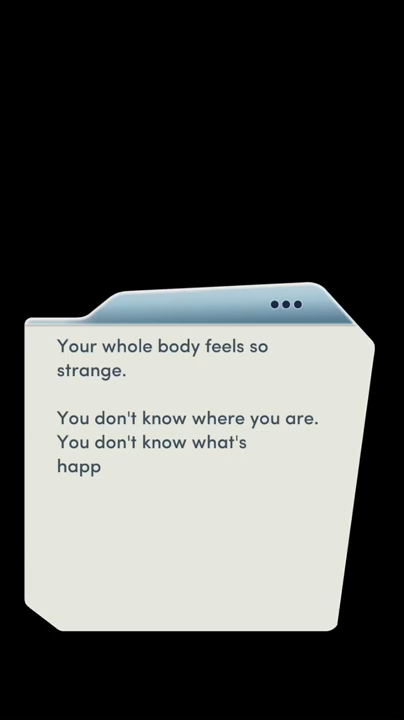 Your whole body feels so
strange.
You don't know where you are.
You don't know what's
happ